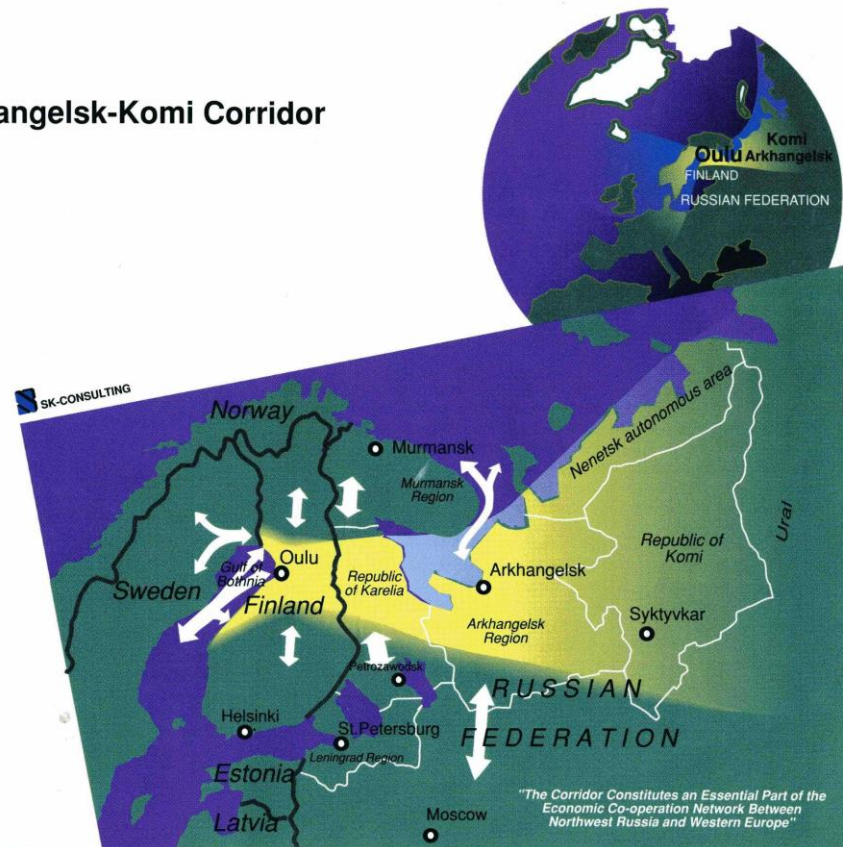 angelsk-Komi Corridor
Komi
Oulu Arkhangelsk
FINLAND
RUSSIAN FEDERATION
SK-CONSULTING
Norway
Murmansk
Murmansk
Region
Nenetsk autonomous area
Ural
Republic of
Komi
Oulu
Gulf of
Bothnia
Sweden
Finland
Republic
of Karelia
Arkhangelsk
Arkhangelsk
Region
Syktyvkar
Petrozawodsk
RUSSIAN
FEDERATION
Helsinki
St.Petersburg
Leningrad Region
Estonia
Latvia
Moscow
"The Corridor Constitutes an Essential Part of the
Economic Co-operation Network Between
Northwest Russia and Western Europe"